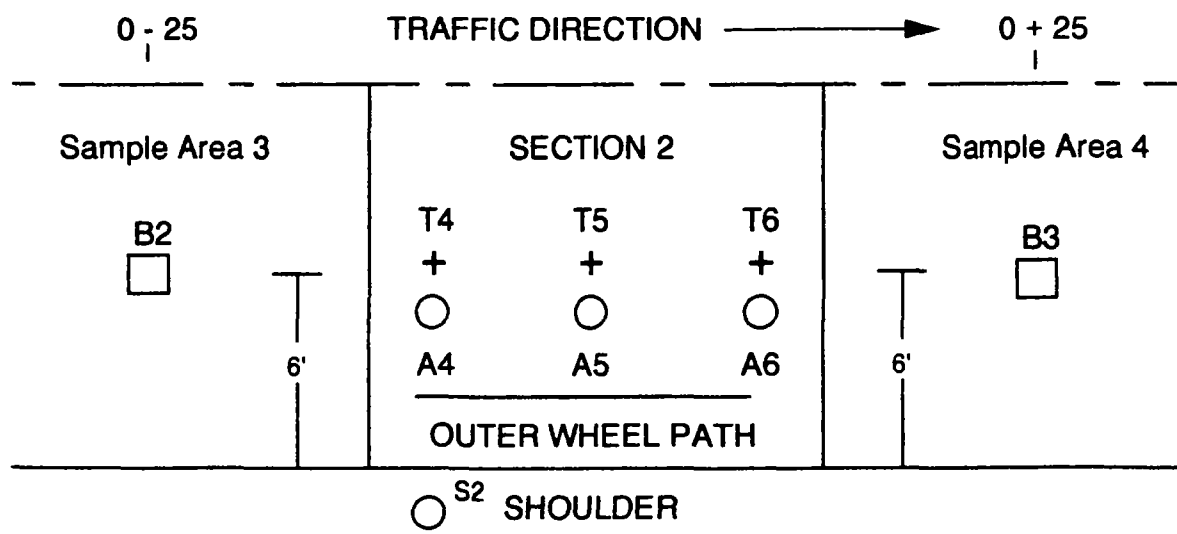 0 - 25 TRAFFIC DIRECTION 0 + 25
Sample Area 3 SECTION 2 Sample Area 4
T4 T5 T6
B2 B3
6' A4 A5 A6 6'
OUTER WHEEL PATH
S2 SHOULDER